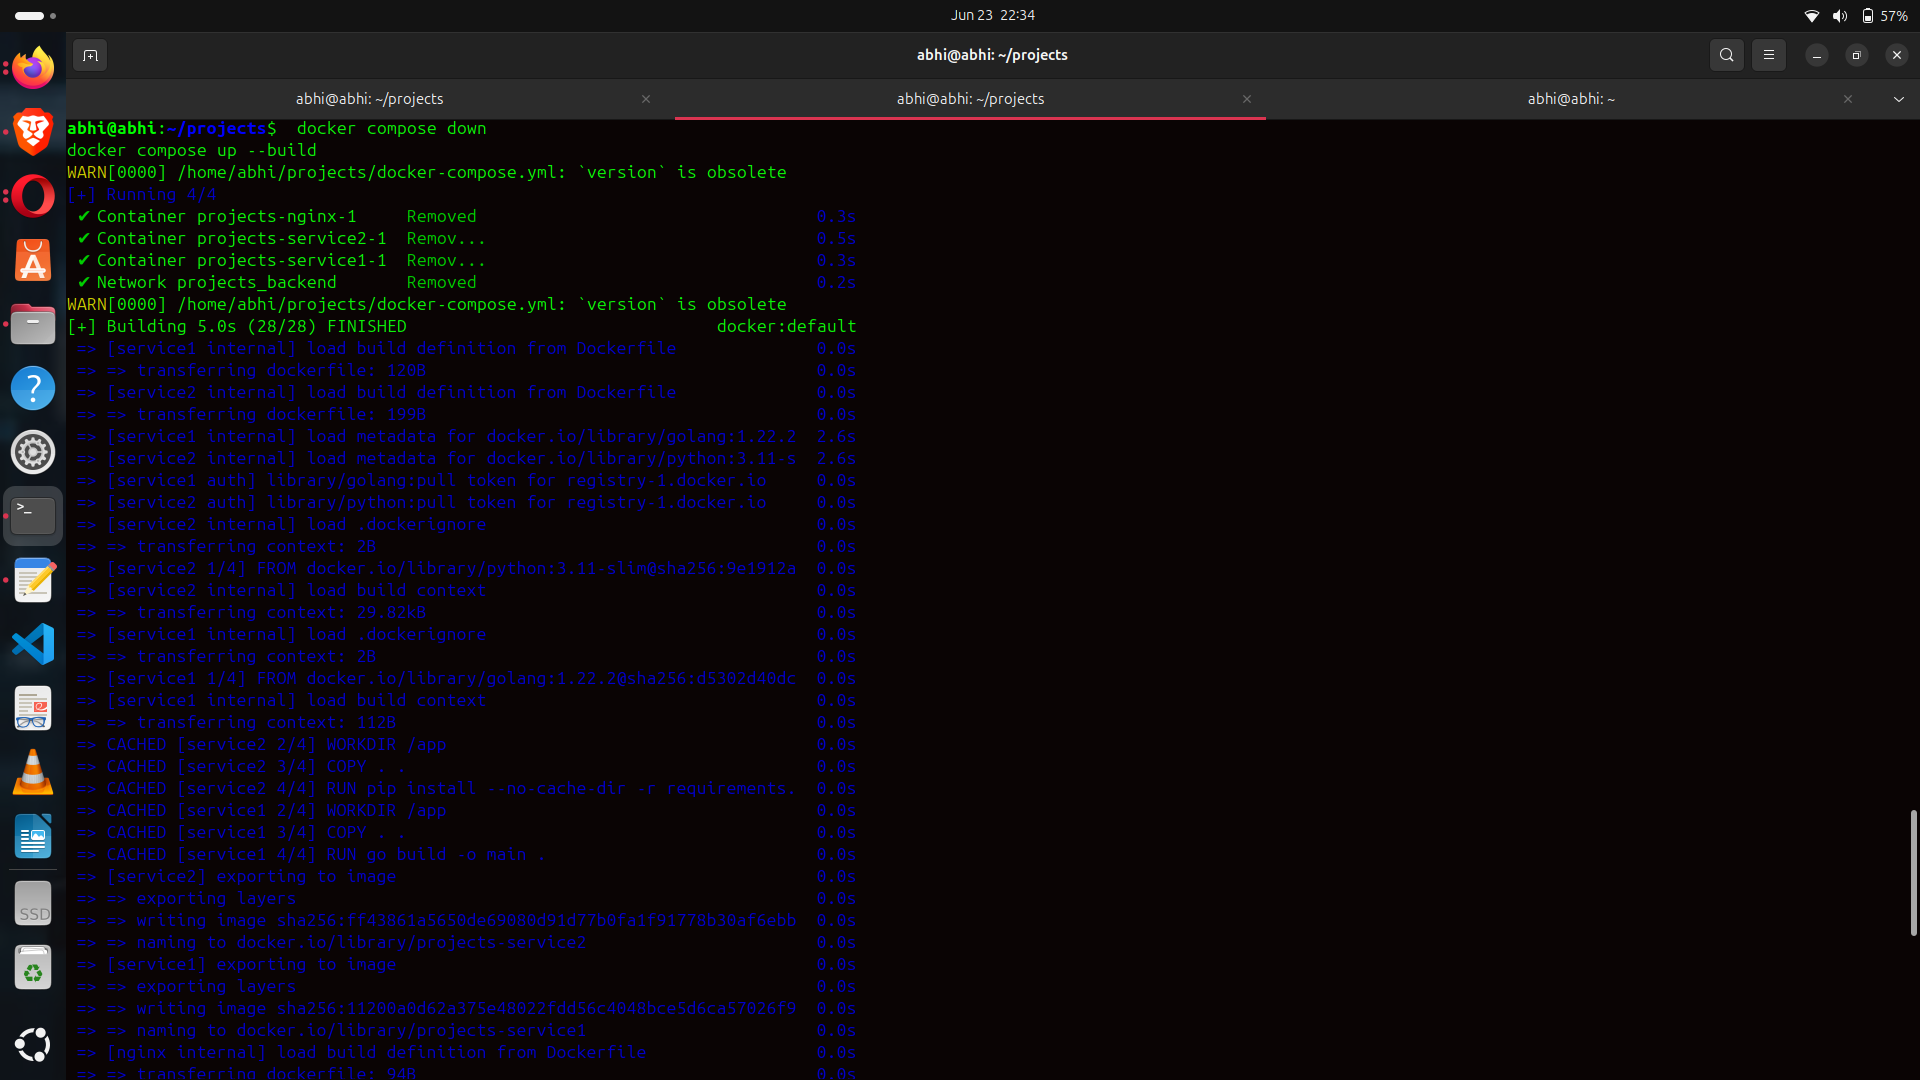 Jun 23 22:34
57%
abhi@abhi: ~/projects
abhi@abhi: ~/projects
abhi@abhi: ~/projects
abhi@abhi: ~
abhi@abhi:~/projects$  docker compose down
docker compose up --build
WARN[0000] /home/abhi/projects/docker-compose.yml: `version` is obsolete
[+] Running 4/4
✔ Container projects-nginx-1     Removed 0.3s
✔ Container projects-service2-1  Remov... 0.5s
✔ Container projects-service1-1  Remov... 0.3s
✔ Network projects_backend       Removed 0.2s
WARN[0000] /home/abhi/projects/docker-compose.yml: `version` is obsolete
[+] Building 5.0s (28/28) FINISHED docker:default
=> [service1 internal] load build definition from Dockerfile 0.0s
=> => transferring dockerfile: 120B 0.0s
=> [service2 internal] load build definition from Dockerfile 0.0s
=> => transferring dockerfile: 199B 0.0s
=> [service1 internal] load metadata for docker.io/library/golang:1.22.2 2.6s
=> [service2 internal] load metadata for docker.io/library/python:3.11-s 2.6s
=> [service1 auth] library/golang:pull token for registry-1.docker.io 0.0s
=> [service2 auth] library/python:pull token for registry-1.docker.io 0.0s
=> [service2 internal] load .dockerignore 0.0s
=> => transferring context: 2B 0.0s
=> [service2 1/4] FROM docker.io/library/python:3.11-slim@sha256:9e1912a 0.0s
=> [service2 internal] load build context 0.0s
=> => transferring context: 29.82kB 0.0s
=> [service1 internal] load .dockerignore 0.0s
=> => transferring context: 2B 0.0s
=> [service1 1/4] FROM docker.io/library/golang:1.22.2@sha256:d5302d40dc 0.0s
=> [service1 internal] load build context 0.0s
=> => transferring context: 112B 0.0s
=> CACHED [service2 2/4] WORKDIR /app 0.0s
=> CACHED [service2 3/4] COPY . . 0.0s
=> CACHED [service2 4/4] RUN pip install --no-cache-dir -r requirements. 0.0s
=> CACHED [service1 2/4] WORKDIR /app 0.0s
=> CACHED [service1 3/4] COPY . . 0.0s
=> CACHED [service1 4/4] RUN go build -o main . 0.0s
=> [service2] exporting to image 0.0s
=> => exporting layers 0.0s
=> => writing image sha256:ff43861a5650de69080d91d77b0fa1f91778b30af6ebb 0.0s
=> => naming to docker.io/library/projects-service2 0.0s
=> [service1] exporting to image 0.0s
=> => exporting layers 0.0s
=> => writing image sha256:11200a0d62a375e48022fdd56c4048bce5d6ca57026f9 0.0s
=> => naming to docker.io/library/projects-service1 0.0s
=> [nginx internal] load build definition from Dockerfile 0.0s
=> => transferring dockerfile: 94B 0.0s
SSD